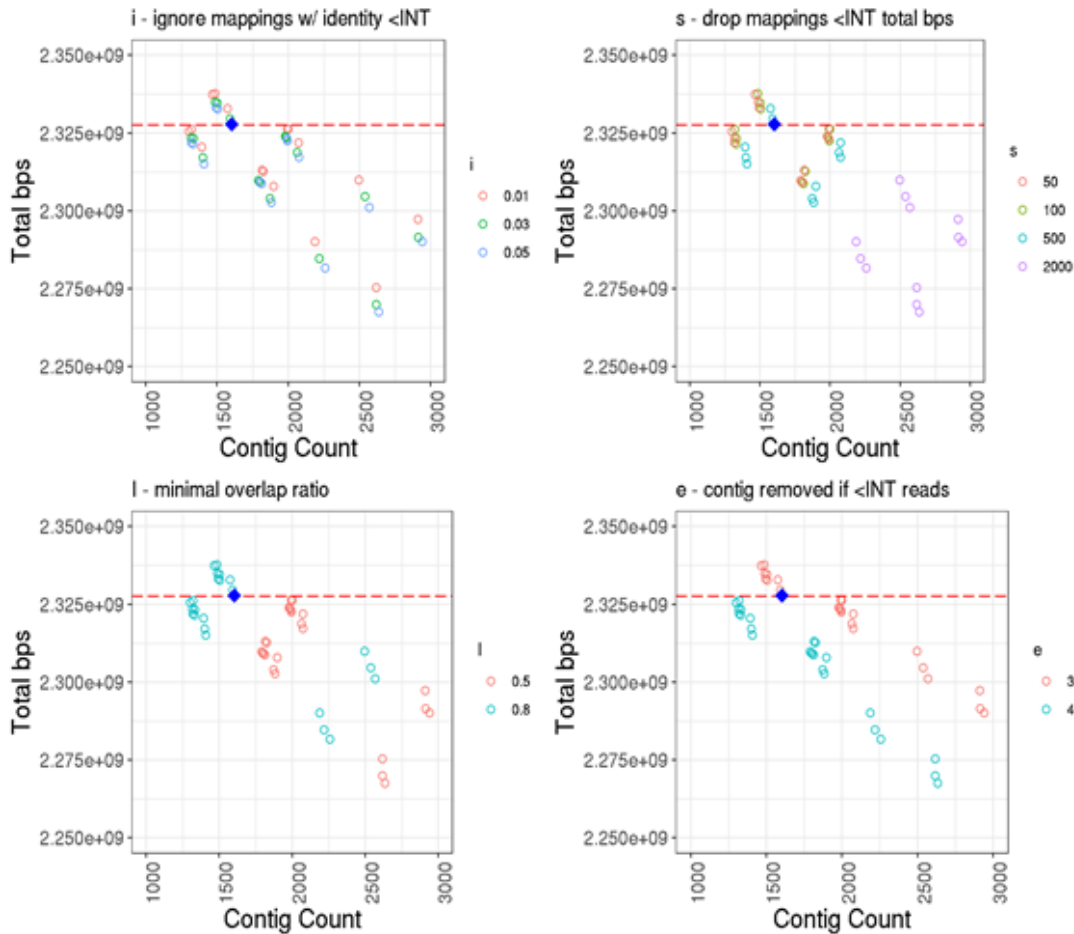 i - ignore mappings w/ identity <INT
2.350e+09
2.325e+09
2.300e+09
2.275e+09
2.250e+09
Total bps
1000
1500
2000
2500
3000
Contig Count
i
0.01
0.03
0.05
s - drop mappings <INT total bps
2.350e+09
2.325e+09
2.300e+09
2.275e+09
2.250e+09
Total bps
1000
1500
2000
2500
3000
Contig Count
s
50
100
500
2000
l - minimal overlap ratio
2.350e+09
2.325e+09
2.300e+09
2.275e+09
2.250e+09
Total bps
1000
1500
2000
2500
3000
Contig Count
l
0.5
0.8
e - contig removed if <INT reads
2.350e+09
2.325e+09
2.300e+09
2.275e+09
2.250e+09
Total bps
1000
1500
2000
2500
3000
Contig Count
e
3
4